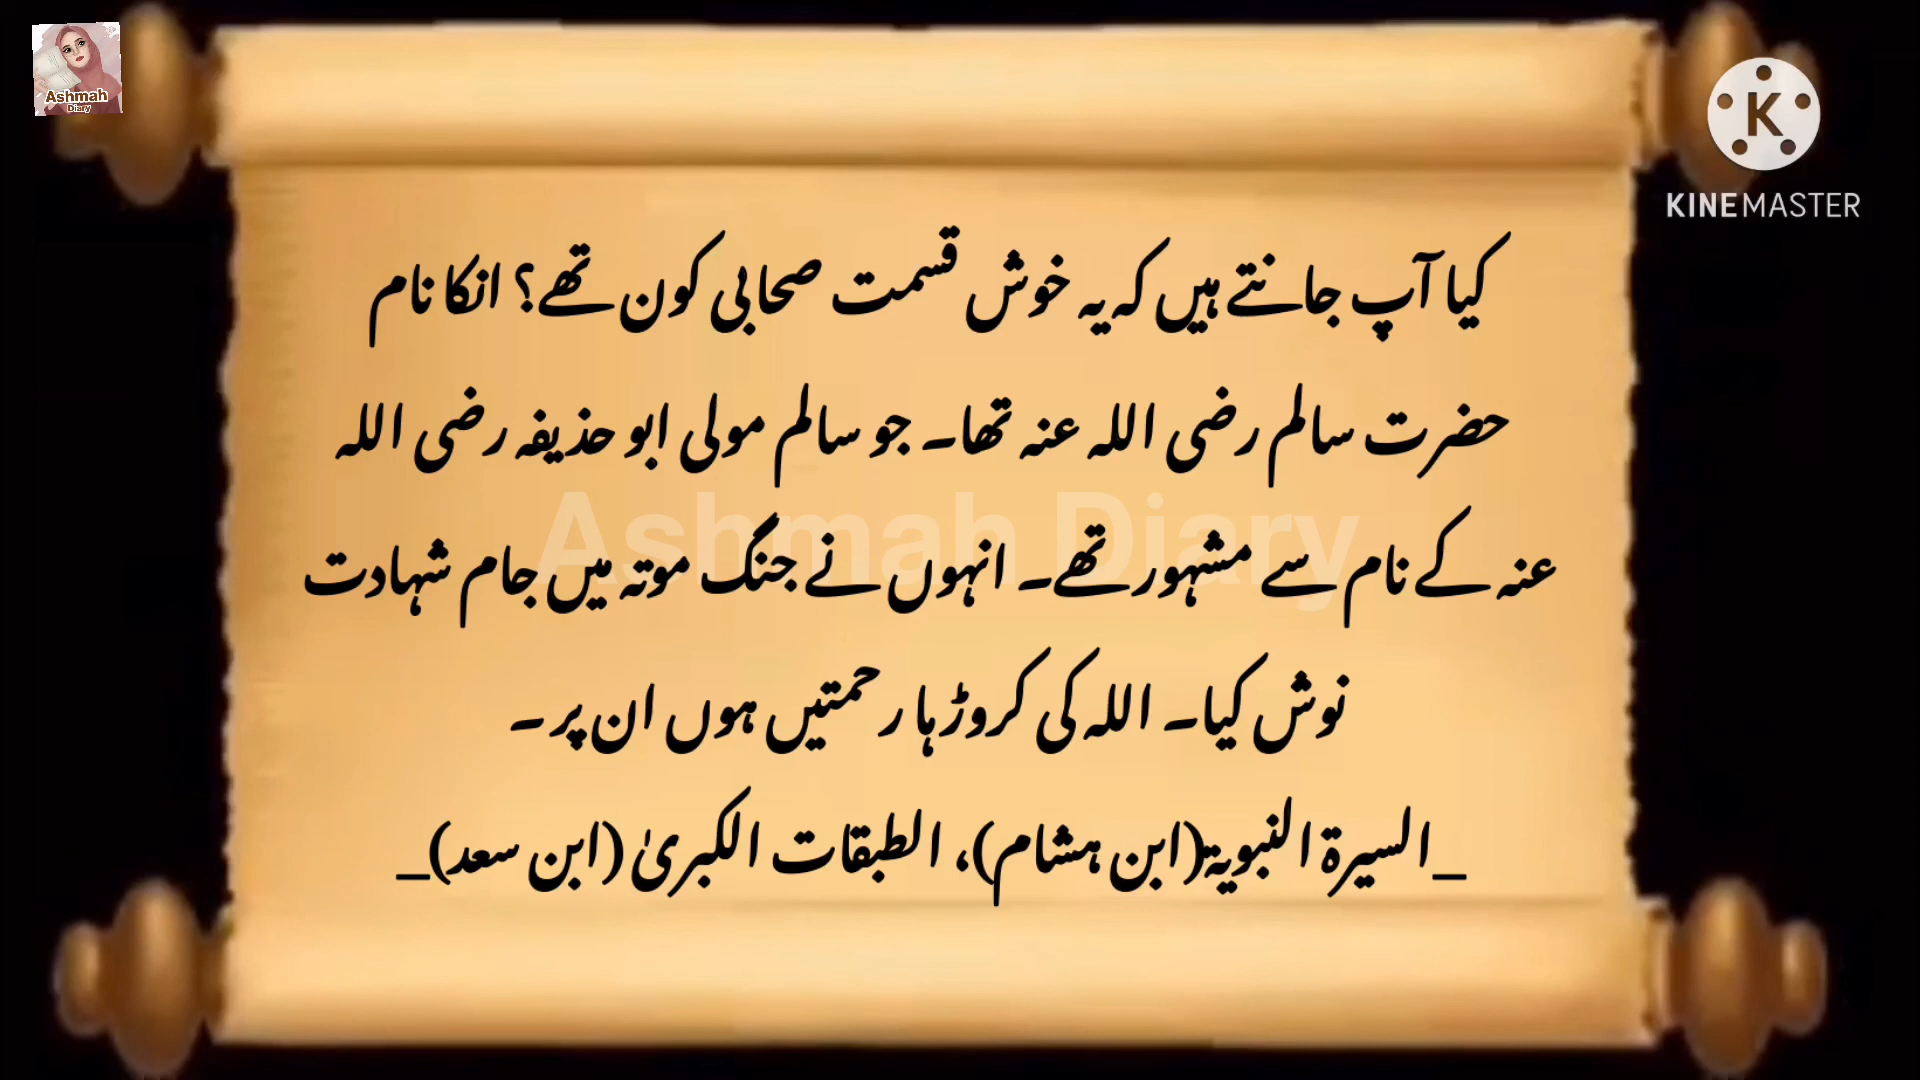 Ashmah
Diary
K
KINEMASTER
کیا آپ جانتے ہیں کہ یہ خوش قسمت صحابی کون تھے؟ انکا نام
حضرت سالم رضی اللہ عنہ تھا۔ جو سالم مولی ابو حذیفہ رضی اللہ
عنہ کے نام سے مشہور تھے۔ انہوں نے جنگ موتہ میں جام شہادت
نوش کیا۔ اللہ کی کروڑہا رحمتیں ہوں ان پر۔
_السیرۃ النبویۃ(ابن ہشام)، الطبقات الکبریٰ (ابن سعد)_
Ashmah Diary